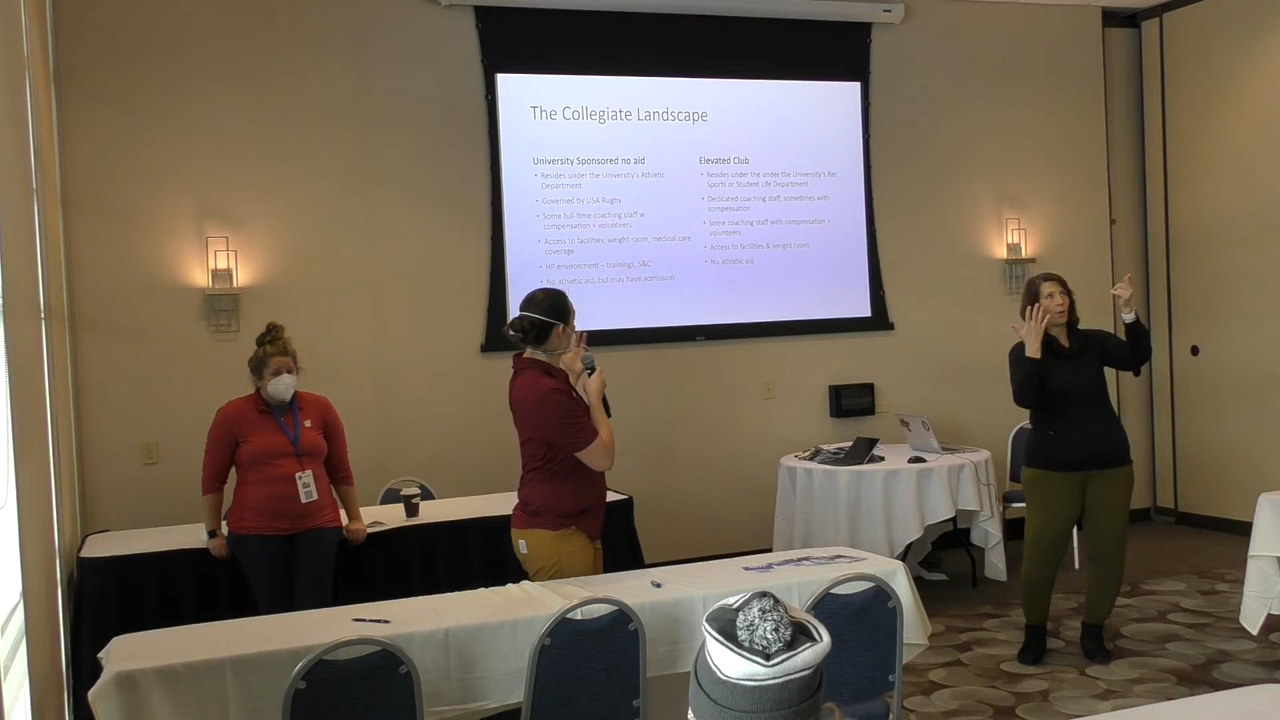 The Collegiate Landscape
University Sponsored no aid
• Resides under the University's Athletic
Department
• Governed by USA Rugby
• Some full-time coaching staff w
compensation + volunteers
• Access to facilities, weight room, medical care
coverage
• HP environment – trainings, S&C
• No athletic aid, but may have admission
Elevated Club
• Resides under the under the University's Rec
Sports or Student Life Department
• Dedicated coaching staff, sometimes with
compensation
• Some coaching staff with compensation +
volunteers
• Access to facilities & weight room
• No athletic aid
W